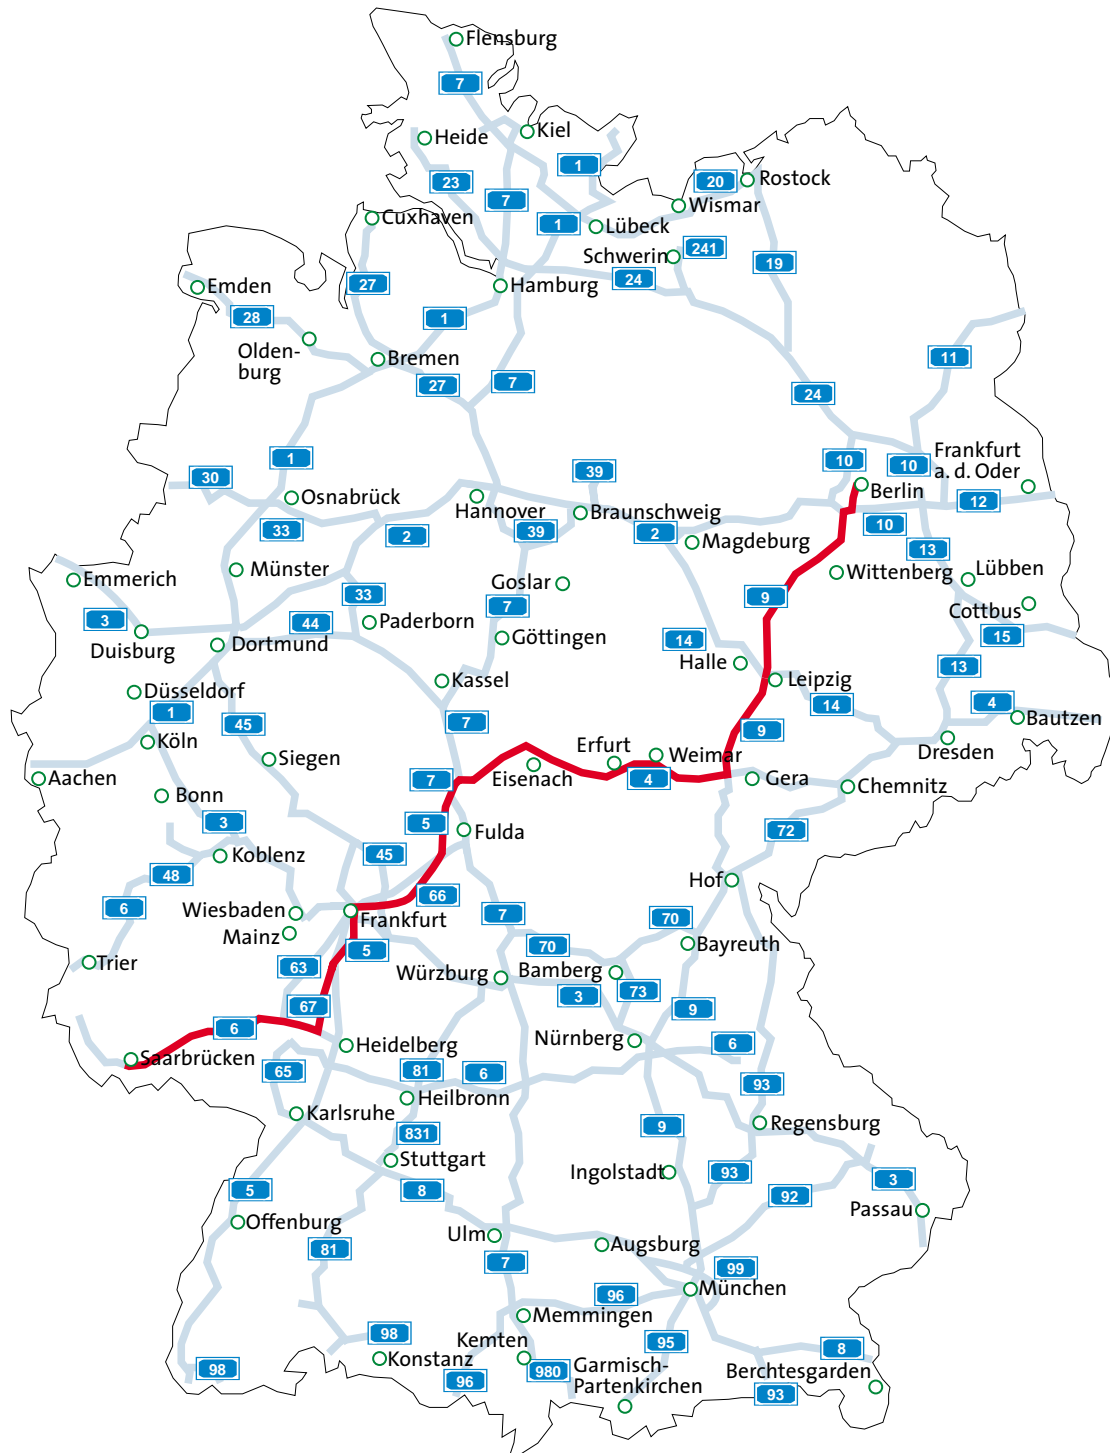 Flensburg
7
Kiel
Heide
1
23
20
Rostock
7
Wismar
Cuxhaven
1
Lübeck
241
Schwerin
19
24
27
Emden
Hamburg
28
1
Olden-
burg
Bremen
11
27
7
24
Frankfurt
a. d. Oder
1
10
10
30
39
Berlin
Osnabrück
12
Hannover
Braunschweig
33
39
2
10
2
Magdeburg
13
Münster
Emmerich
Goslar
Wittenberg
Lübben
33
9
7
Cottbus
3
44
Paderborn
15
Duisburg
Dortmund
Göttingen
14
Halle
13
Kassel
Leipzig
Düsseldorf
14
4
1
45
7
9
Bautzen
Köln
Erfurt
Weimar
Dresden
Siegen
Aachen
7
Eisenach
4
Gera
Chemnitz
Bonn
3
5
Fulda
72
Koblenz
45
48
Hof
66
6
Wiesbaden
Frankfurt
7
70
Mainz
5
70
Bayreuth
Trier
63
Würzburg
Bamberg
73
3
67
9
6
Nürnberg
6
Saarbrücken
Heidelberg
65
81
6
93
Heilbronn
Karlsruhe
831
9
Regensburg
Stuttgart
Ingolstadt
93
3
5
8
92
Passau
Offenburg
Ulm
81
Augsburg
7
99
München
96
Memmingen
98
Kemten
95
8
98
Konstanz
980
Garmisch-
Partenkirchen
Berchtesgarden
96
93